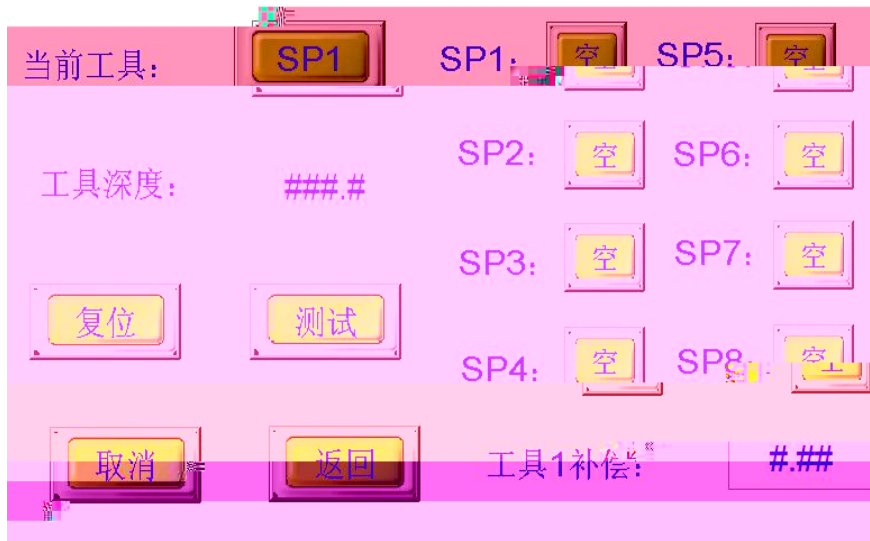 当前工具： SP1 SP1： 空 SP5： 空
SP2： 空 SP6： 空
工具深度： ###.#
SP3： 空 SP7： 空
复位 测试
SP4： 空 SP8 空
取消 返回 工具1补偿： #.##